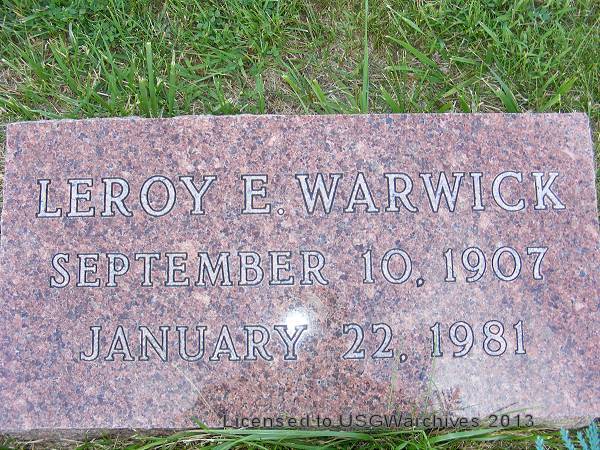 LEROY E. WARWICK
SEPTEMBER 10, 1907
JANUARY 22, 1981
Licensed to USGWarchives 2013